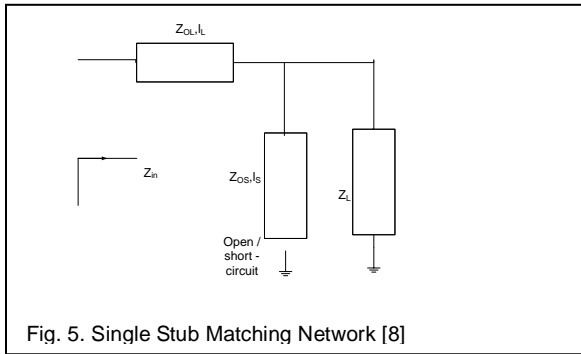 Z_OL,l_L
Z_in
Z_OS,l_S
Z_L
Open /
short -
circuit
Fig. 5. Single Stub Matching Network [8]